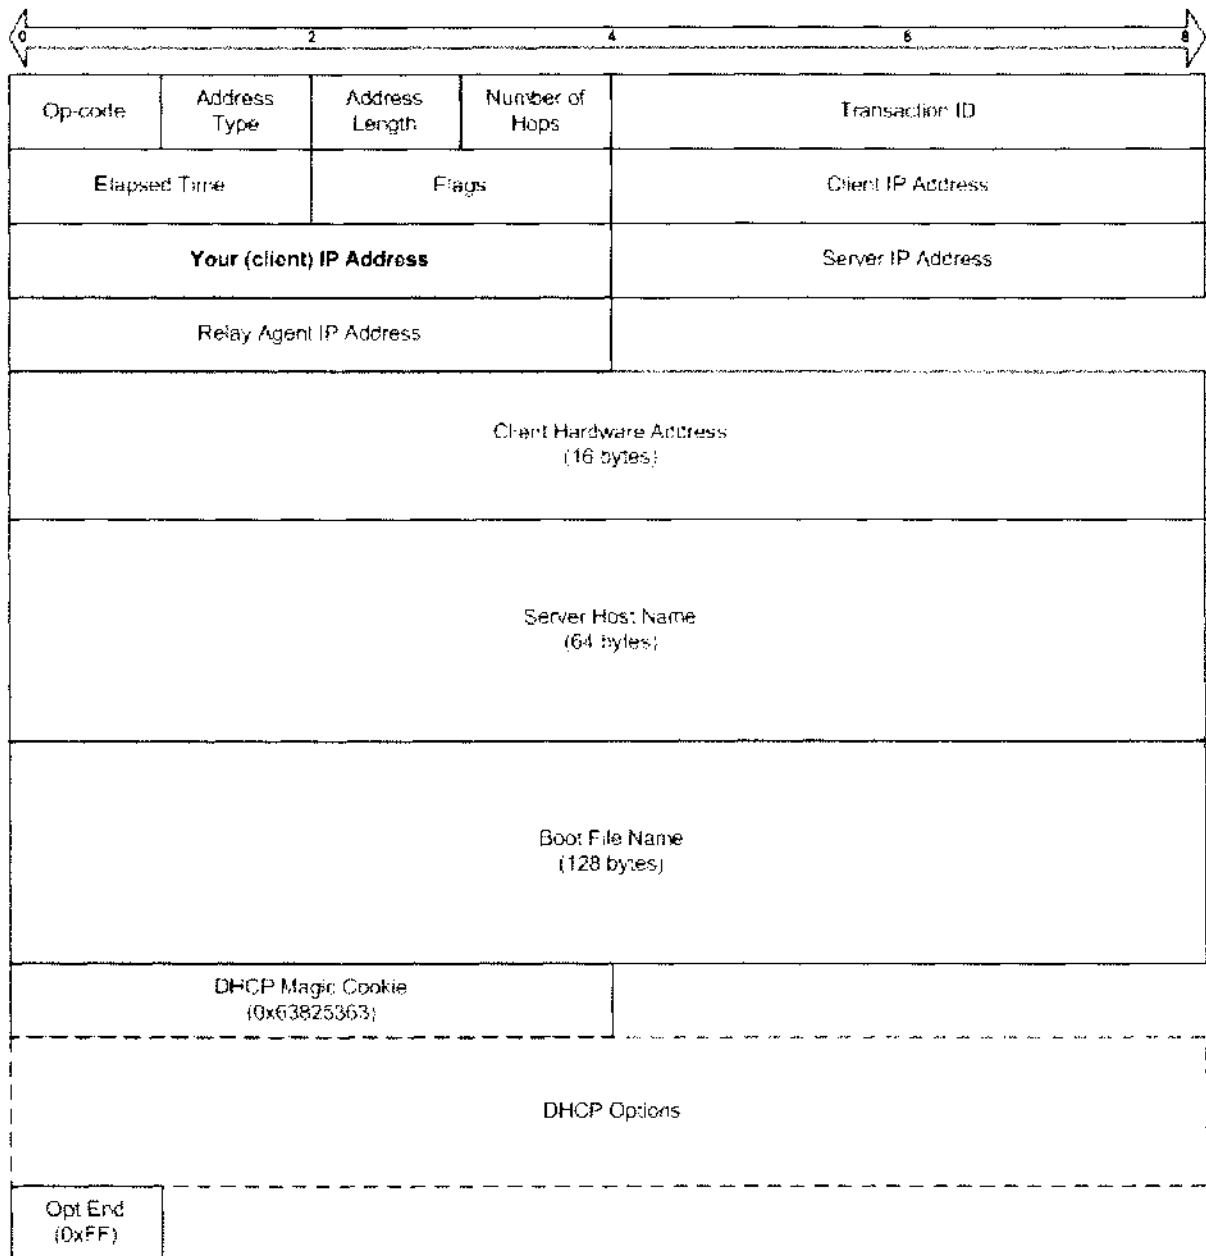 0 2 4 6 8
Op-code
Address
Type
Address
Length
Number of
Hops
Transaction ID
Elapsed Time
Flags
Client IP Address
Your (client) IP Address
Server IP Address
Relay Agent IP Address
Client Hardware Address
(16 bytes)
Server Host Name
(64 bytes)
Boot File Name
(128 bytes)
DHCP Magic Cookie
(0x63825363)
DHCP Options
Opt End
(0xFF)